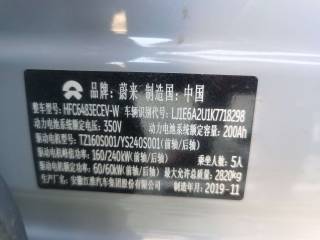 品牌：蔚来 制造国：中国
整车型号：HFC6A83ECEV-W 车辆识别代号：LJ1E6A2U1K7718298
动力电池系统额定电压：350V 动力电池系统额定容量：200Ah
驱动电机型号：TZ160S001/YS240S001(前轴/后轴)
驱动电机峰值功率：160/240kW(前轴/后轴) 乘坐人数：5人
驱动电机额定功率：60/60kW(前轴/后轴) 最大允许总质量：2820kg
制造厂名：安徽江淮汽车集团股份有限公司 制造年月：2019-11